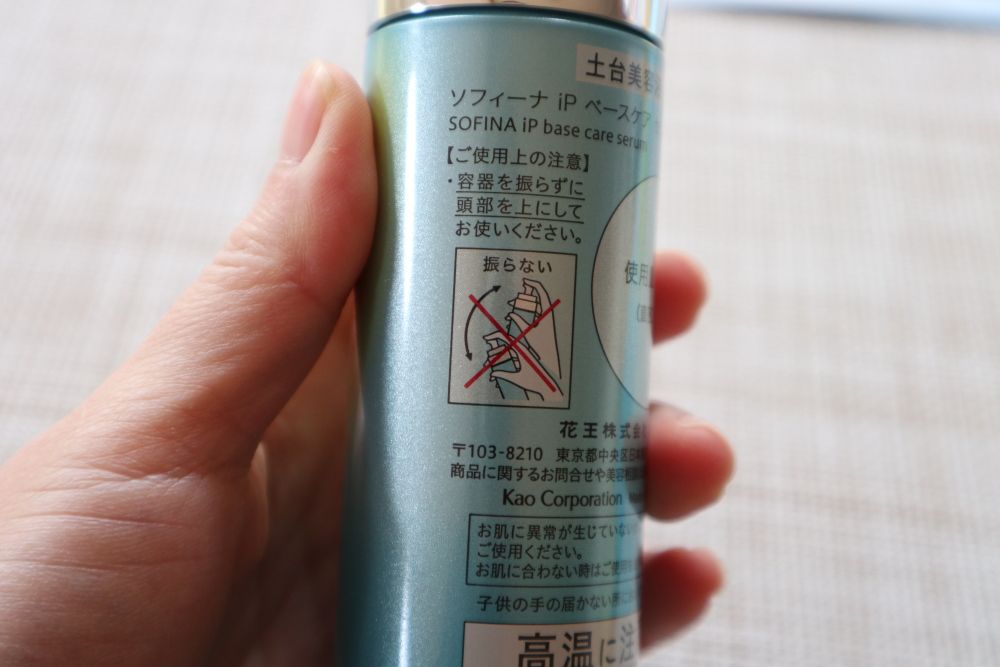 土台美容
ソフィーナ iP ベースケア
SOFINA iP base care serum
【ご使用上の注意】
・容器を振らずに
頭部を上にして
お使いください。
振らない
使用
花王株式会
〒103-8210 東京都中央区日本
商品に関するお問合せや美容相談
Kao Corporation
お肌に異常が生じていない
ご使用ください。
お肌に合わない時はご使用
子供の手の届かない所に
高温に注